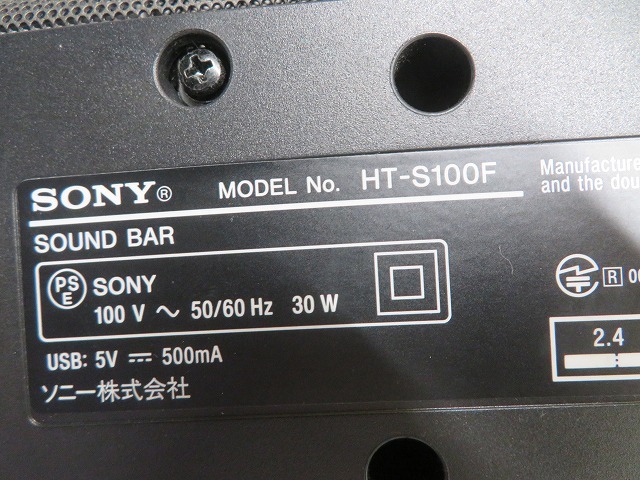 SONY® MODEL No. HT-S100F
SOUND BAR
PSE SONY
100 V ～ 50/60 Hz 30 W
USB: 5V ⎓ 500mA
ソニー株式会社
Manufacture
and the dou
R 00
2.4